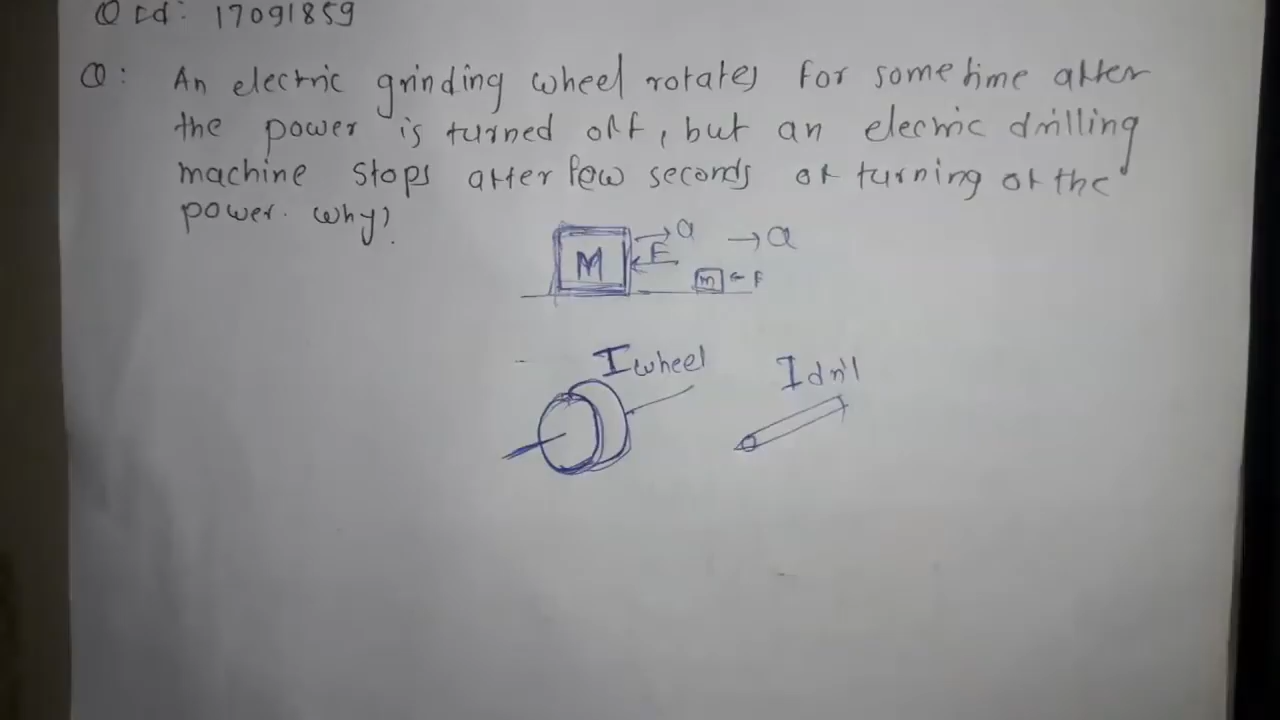 Q Id: 17091859
Q: An electric grinding wheel rotates for some time after
the power is turned off, but an electric drilling
machine stops after few seconds of turning of the
power. Why?
M F a → a
m F
I wheel I drill